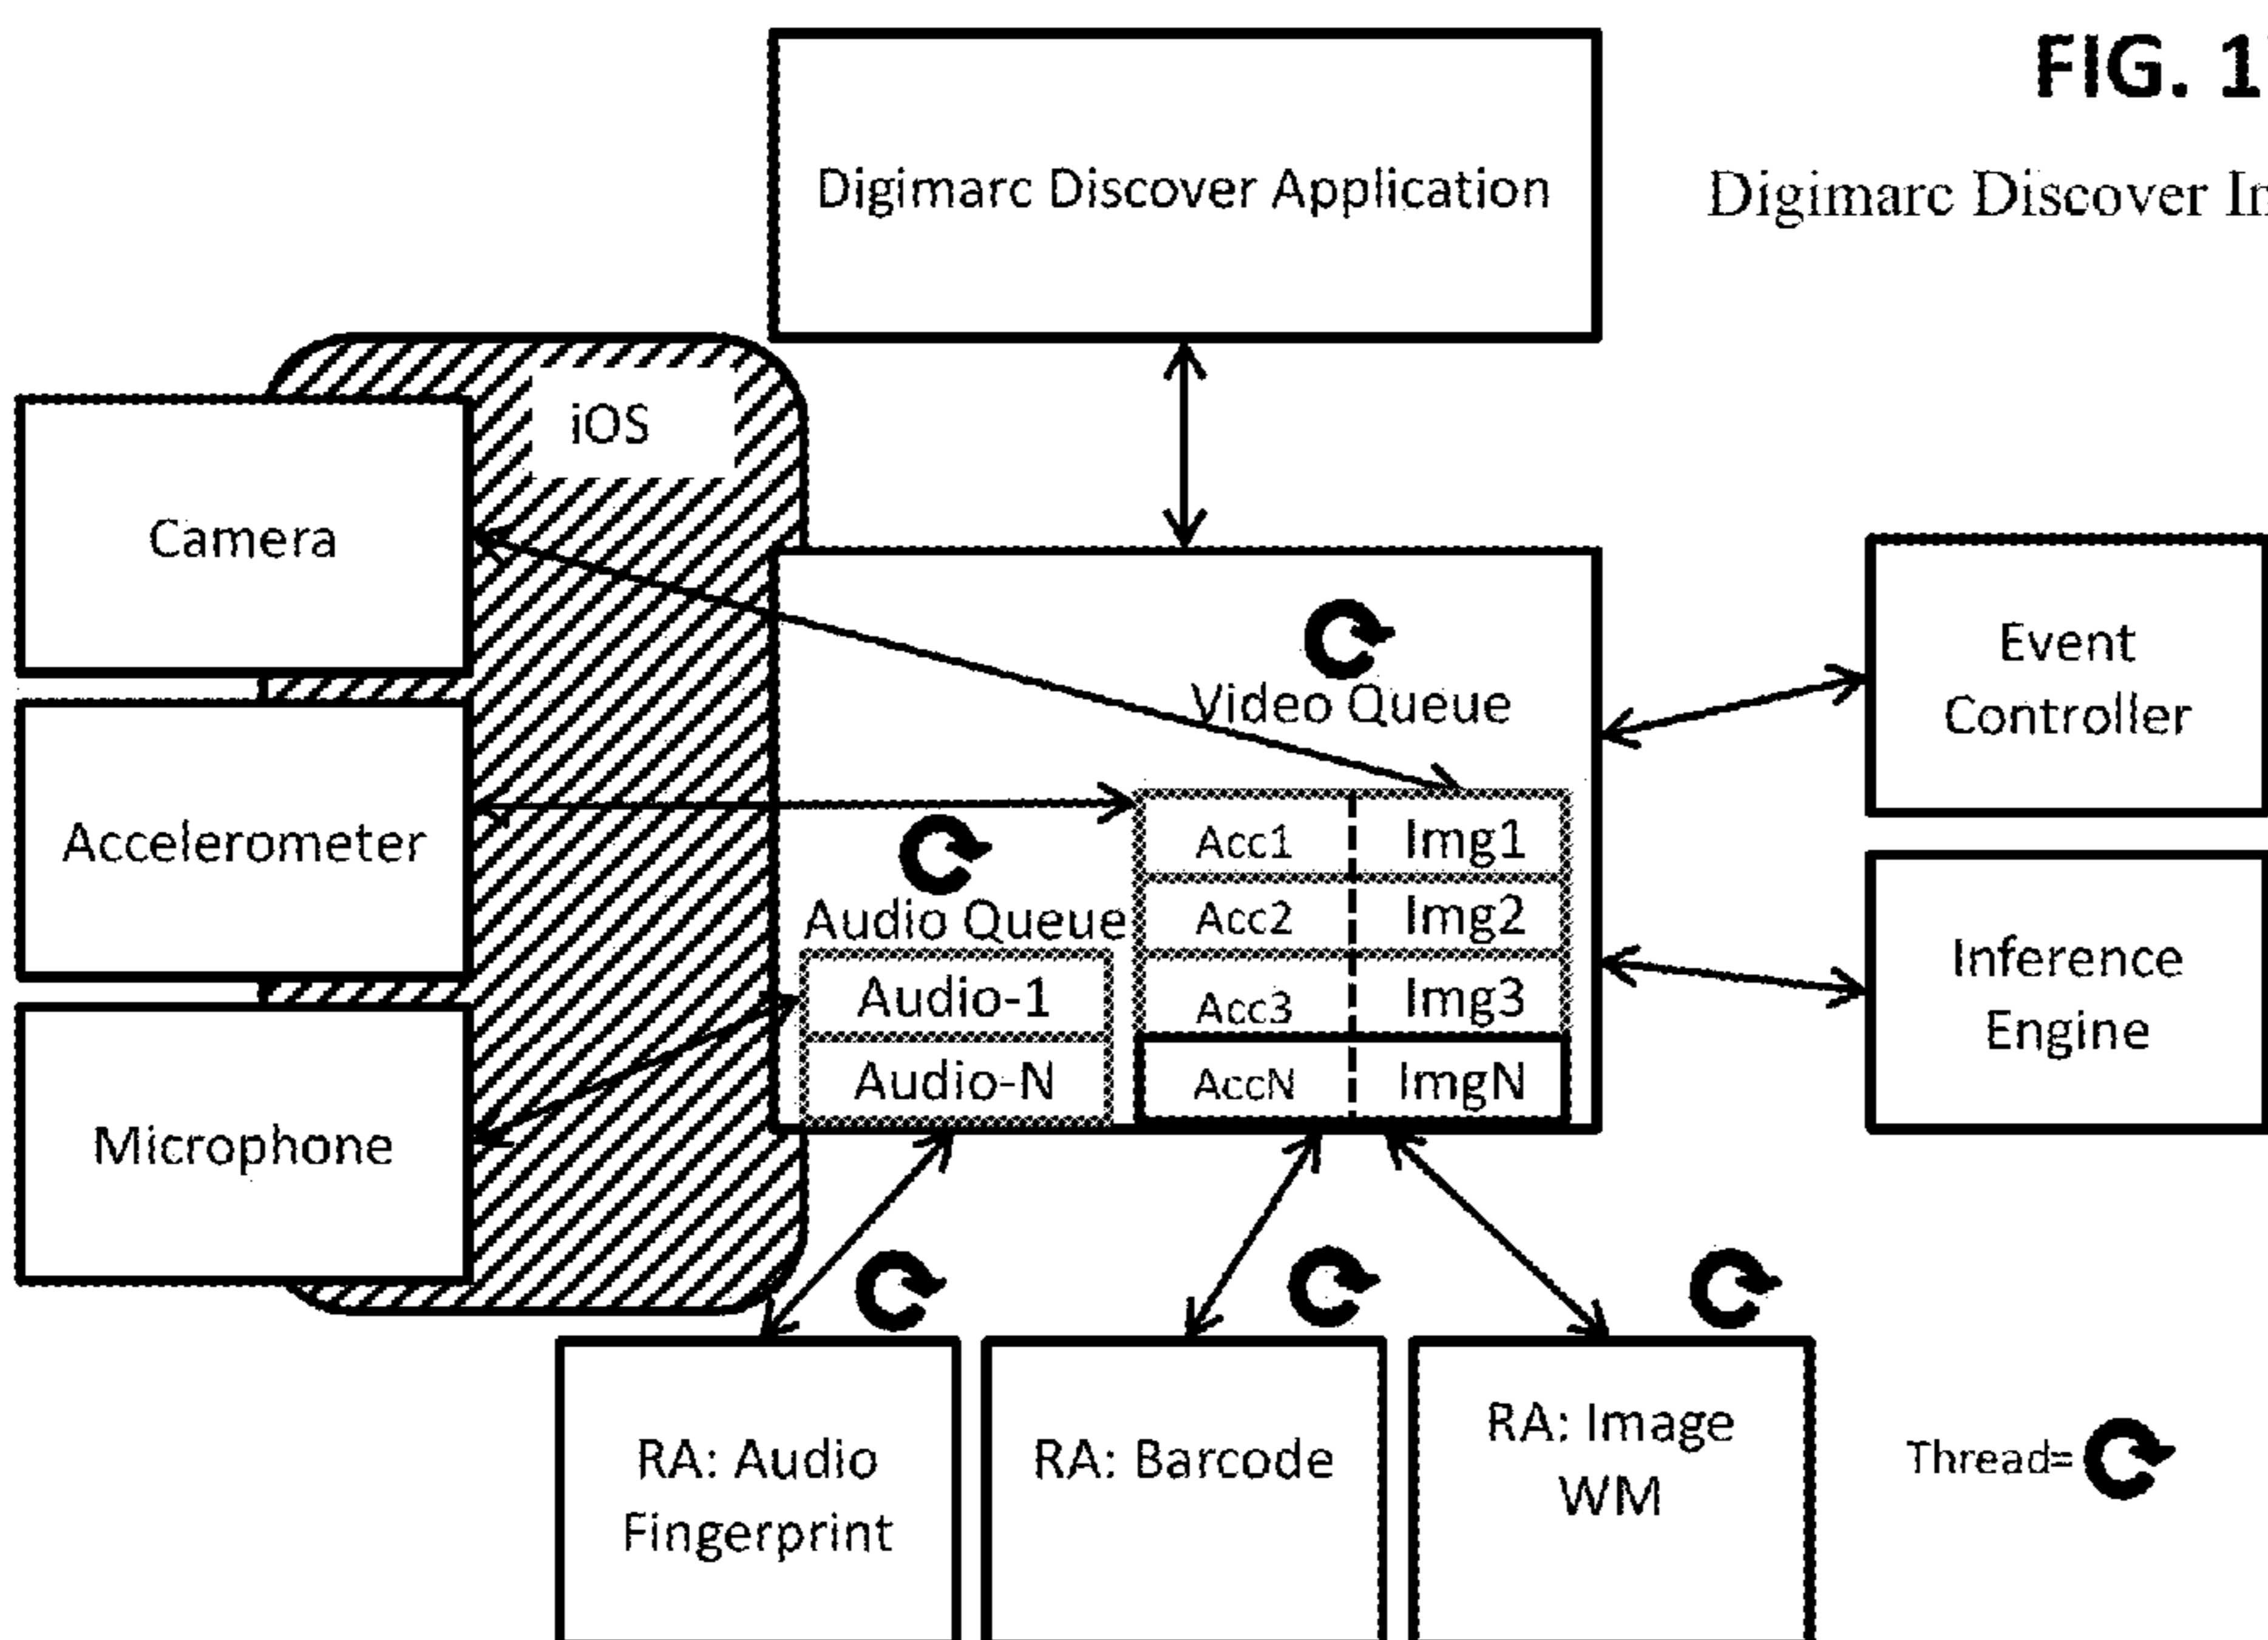 FIG. 1
Digimarc Discover Application
Digimarc Discover
iOS
Camera
Accelerometer
Microphone
Video Queue
Audio Queue
Acc1 Img1
Acc2 Img2
Acc3 Img3
AccN ImgN
Audio-1
Audio-N
Event
Controller
Inference
Engine
RA: Audio
Fingerprint
RA: Barcode
RA: Image
WM
Thread=